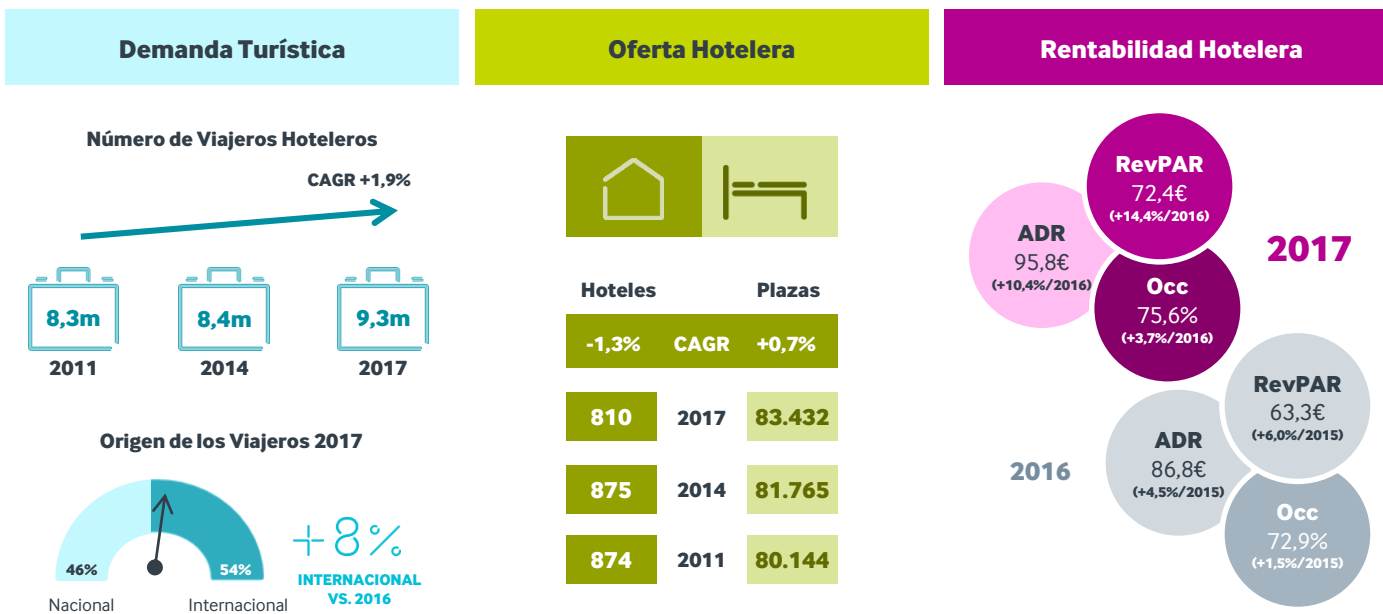 Demanda Turística
Número de Viajeros Hoteleros
CAGR +1,9%
8,3m
8,4m
9,3m
2011
2014
2017
Origen de los Viajeros 2017
46%
54%
Nacional
Internacional
+8%
INTERNACIONAL
VS. 2016
Oferta Hotelera
Hoteles
Plazas
-1,3% CAGR +0,7%
810 2017 83.432
875 2014 81.765
874 2011 80.144
Rentabilidad Hotelera
RevPAR
72,4€
(+14,4%/2016)
ADR
95,8€
(+10,4%/2016)
2017
Occ
75,6%
(+3,7%/2016)
RevPAR
63,3€
(+6,0%/2015)
2016
ADR
86,8€
(+4,5%/2015)
Occ
72,9%
(+1,5%/2015)